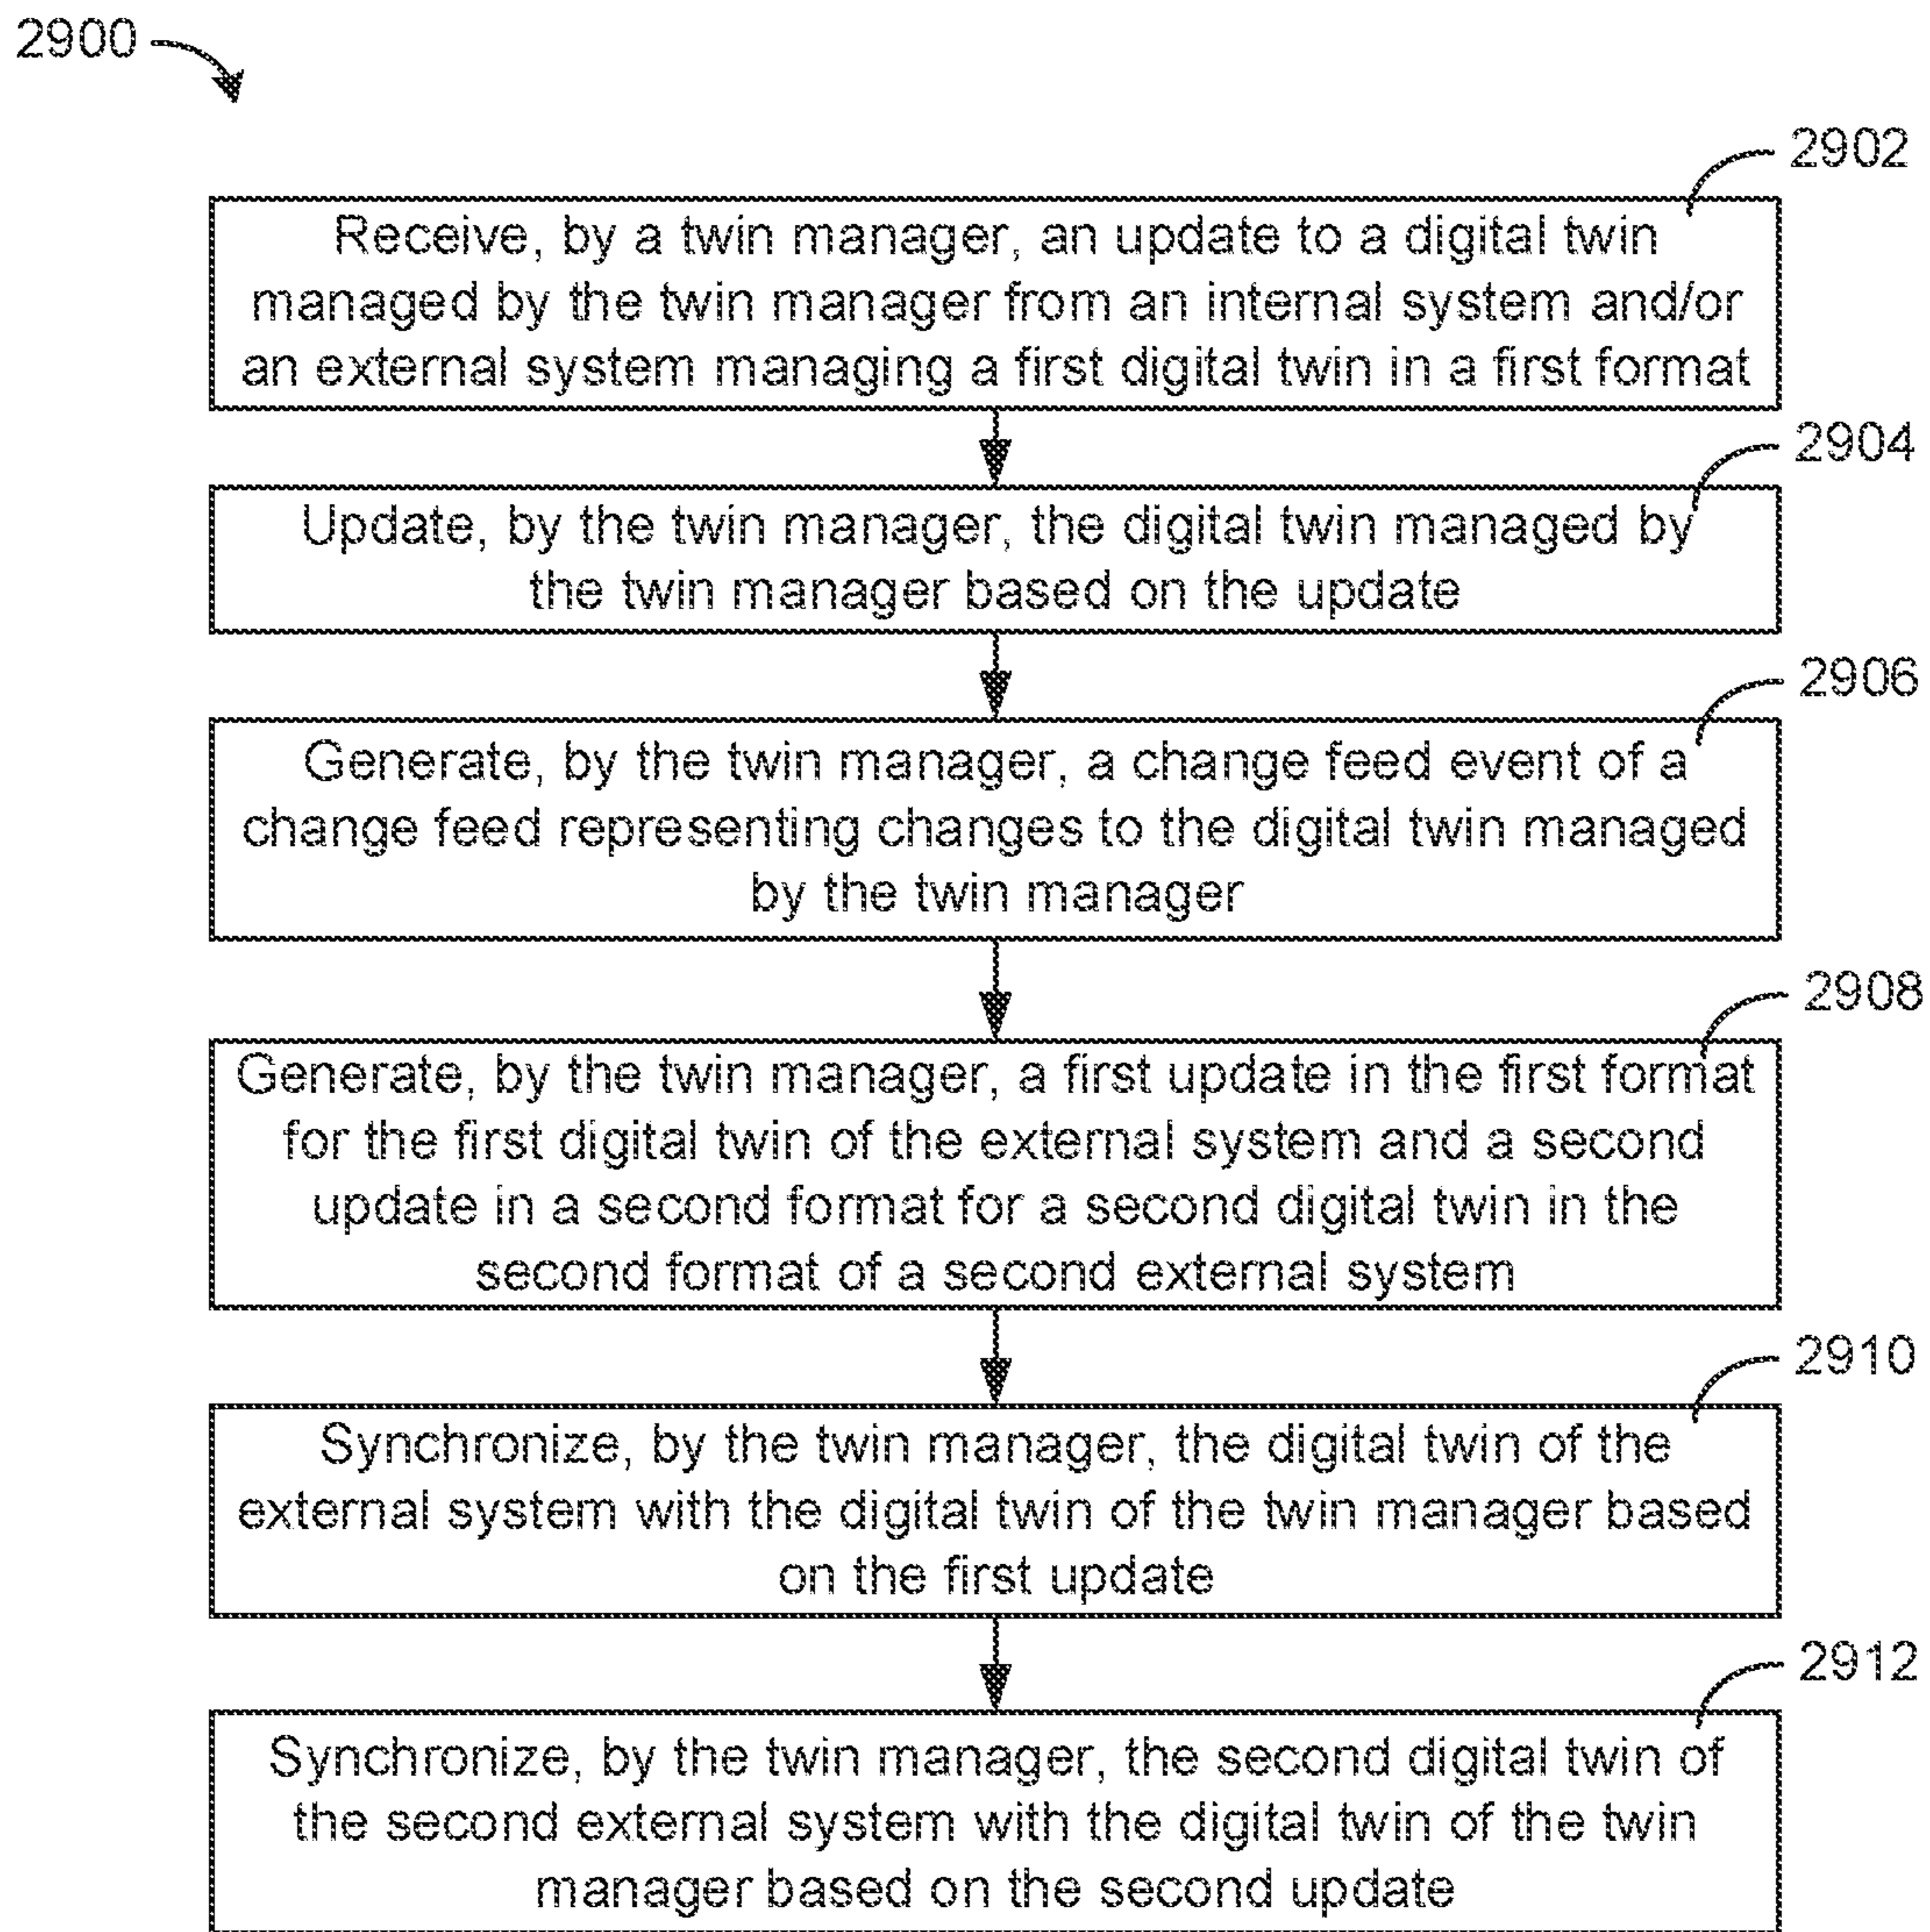 2900
2902
Receive, by a twin manager, an update to a digital twin
managed by the twin manager from an internal system and/or
an external system managing a first digital twin in a first format
2904
Update, by the twin manager, the digital twin managed by
the twin manager based on the update
2906
Generate, by the twin manager, a change feed event of a
change feed representing changes to the digital twin managed
by the twin manager
2908
Generate, by the twin manager, a first update in the first format
for the first digital twin of the external system and a second
update in a second format for a second digital twin in the
second format of a second external system
2910
Synchronize, by the twin manager, the digital twin of the
external system with the digital twin of the twin manager based
on the first update
2912
Synchronize, by the twin manager, the second digital twin of
the second external system with the digital twin of the twin
manager based on the second update